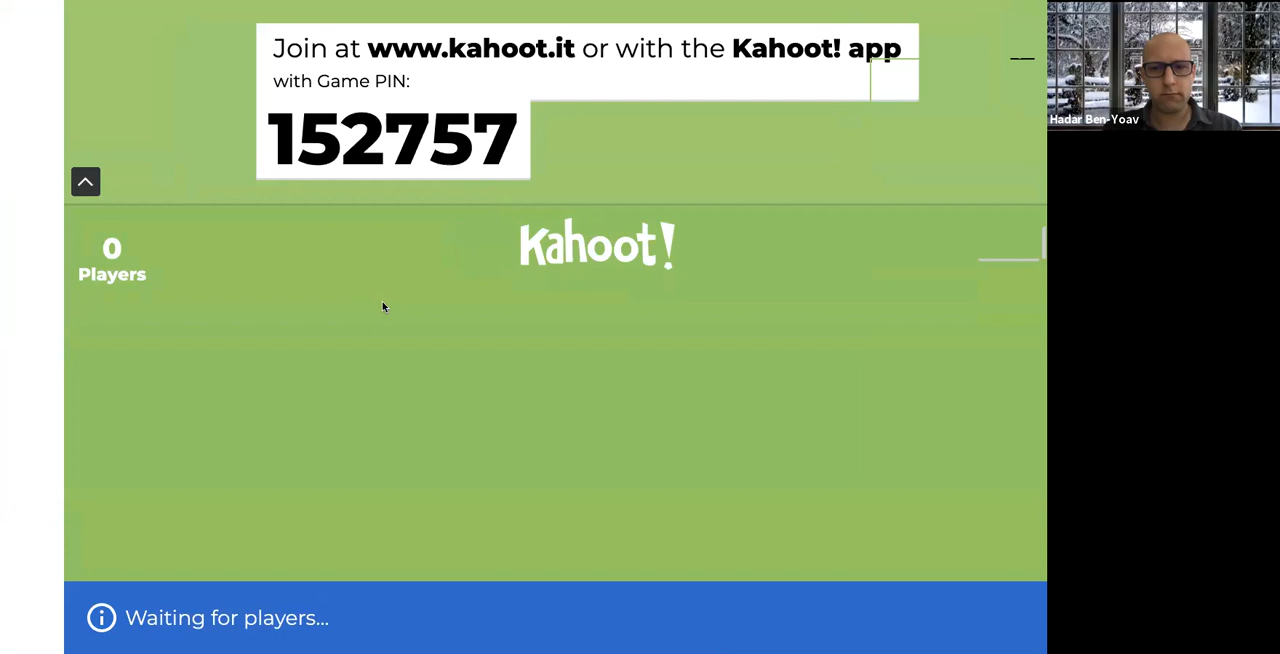 Join at www.kahoot.it or with the Kahoot! app
with Game PIN:
152757
Hadar Ben-Yoav
0
Players
Kahoot!
Waiting for players...